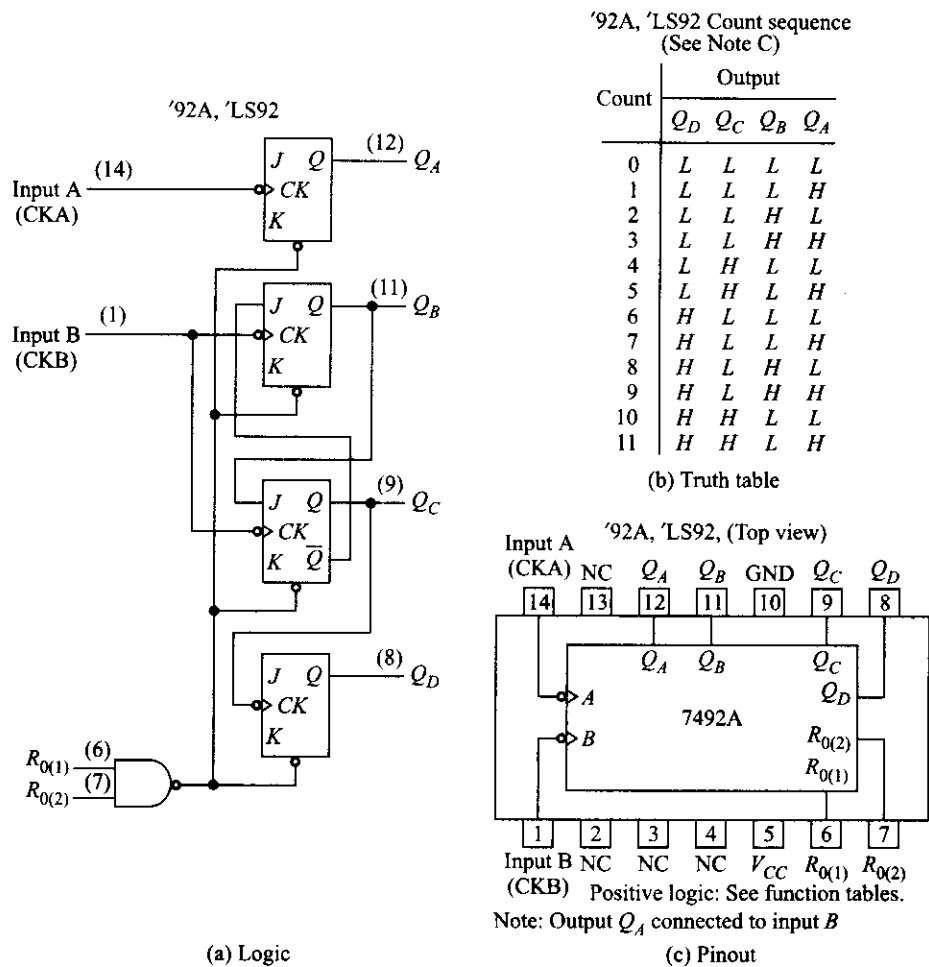 '92A, 'LS92 Count sequence
(See Note C)
Output
Count
Q_D Q_C Q_B Q_A
0 L L L L
1 L L L H
2 L L H L
3 L L H H
4 L H L L
5 L H L H
6 H L L L
7 H L L H
8 H L H L
9 H L H H
10 H H L L
11 H H L H
(b) Truth table
'92A, 'LS92
J Q (12) Q_A
(14)
Input A
(CKA)
CK
K
J Q (11) Q_B
(1)
Input B
(CKB)
CK
K
J Q (9) Q_C
CK
K Q̅
J Q (8) Q_D
CK
K
R_0(1) (6)
R_0(2) (7)
(a) Logic
'92A, 'LS92, (Top view)
Input A
(CKA) NC Q_A Q_B GND Q_C Q_D
14 13 12 11 10 9 8
Q_A Q_B Q_C
A Q_D
7492A
B R_0(2)
R_0(1)
1 2 3 4 5 6 7
Input B NC NC NC V_CC R_0(1) R_0(2)
(CKB) Positive logic: See function tables.
Note: Output Q_A connected to input B
(c) Pinout